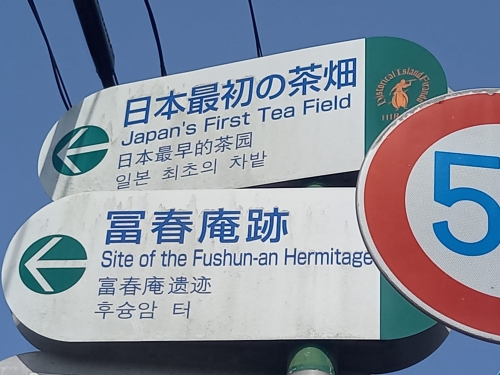 日本最初の茶畑
Japan's First Tea Field
日本最早的茶园
일본 최초의 차밭
Historical Island
冨春庵跡
Site of the Fushun-an Hermitage
富春庵遗迹
후슝암 터
5